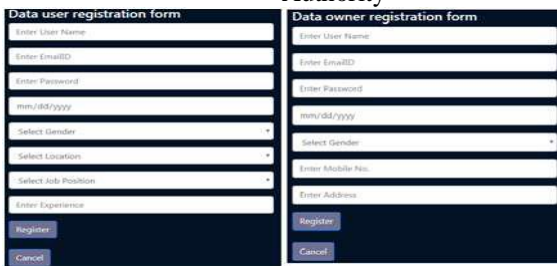 Authority
Data user registration form
Enter User Name
Enter EmailID
Enter Password
mm/dd/yyyy
Select Gender
Select Location
Select Job Position
Enter Experience
Register
Cancel
Data owner registration form
Enter User Name
Enter EmailID
Enter Password
mm/dd/yyyy
Select Gender
Enter Mobile No.
Enter Address
Register
Cancel